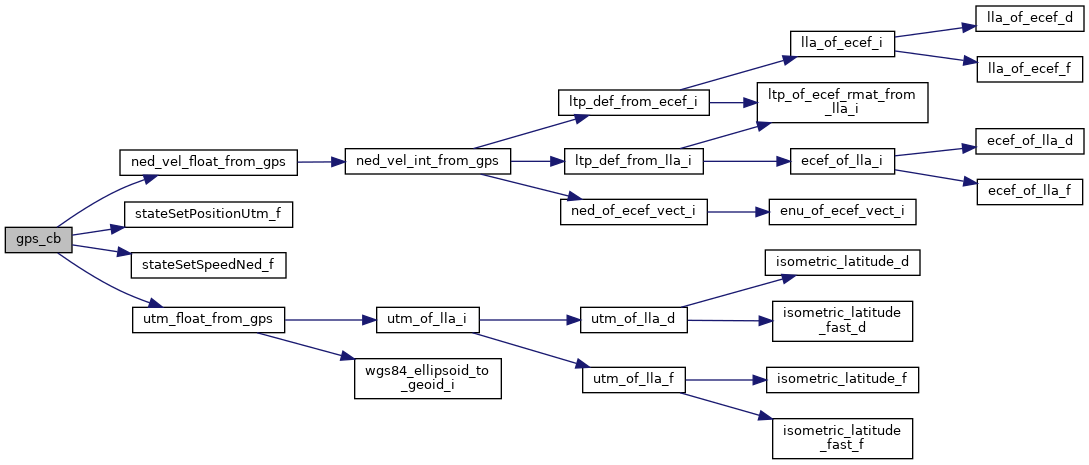 gps_cb
ned_vel_float_from_gps
stateSetPositionUtm_f
stateSetSpeedNed_f
utm_float_from_gps
ned_vel_int_from_gps
utm_of_lla_i
wgs84_ellipsoid_to
_geoid_i
ltp_def_from_ecef_i
ltp_def_from_lla_i
ned_of_ecef_vect_i
utm_of_lla_d
utm_of_lla_f
lla_of_ecef_i
ltp_of_ecef_rmat_from
_lla_i
ecef_of_lla_i
enu_of_ecef_vect_i
isometric_latitude_d
isometric_latitude
_fast_d
isometric_latitude_f
isometric_latitude
_fast_f
lla_of_ecef_d
lla_of_ecef_f
ecef_of_lla_d
ecef_of_lla_f